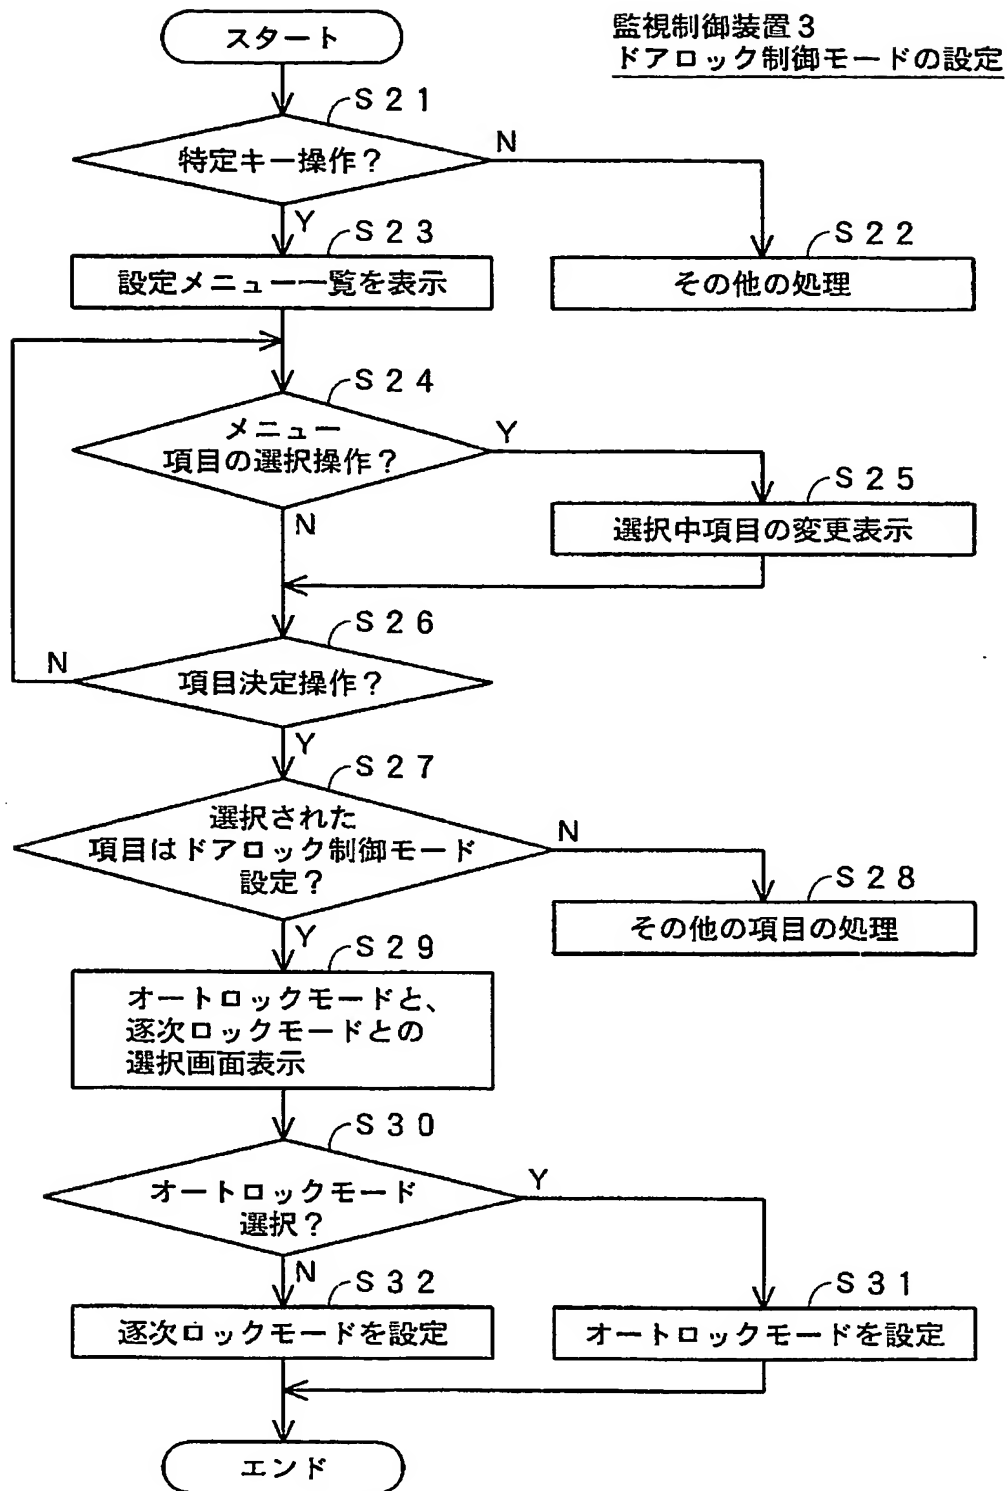 監視制御装置3
ドアロック制御モードの設定
スタート
S21
特定キー操作?
N
Y
S23
設定メニュー一覧を表示
S22
その他の処理
S24
メニュー
項目の選択操作?
Y
N
S25
選択中項目の変更表示
S26
項目決定操作?
N
Y
S27
選択された
項目はドアロック制御モード
設定?
N
Y
S28
その他の項目の処理
S29
オートロックモードと、
逐次ロックモードとの
選択画面表示
S30
オートロックモード
選択?
Y
N
S32
逐次ロックモードを設定
S31
オートロックモードを設定
エンド